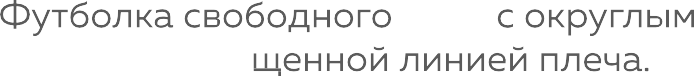 Футболка свободного с округлым
щенной линией плеча.